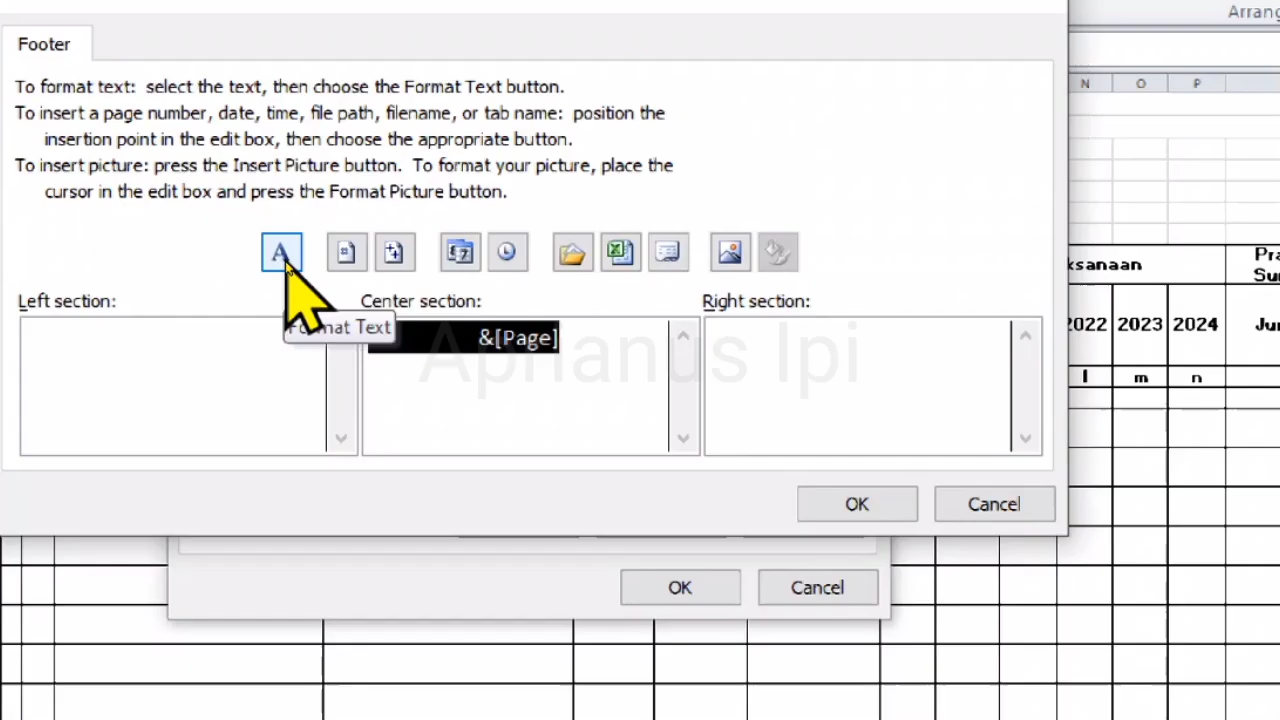 Arrang
Footer
To format text: select the text, then choose the Format Text button.
To insert a page number, date, time, file path, filename, or tab name: position the
insertion point in the edit box, then choose the appropriate button.
To insert picture: press the Insert Picture button. To format your picture, place the
cursor in the edit box and press the Format Picture button.
N O P
A
7
Left section: Center section: Right section:
Format Text
&[Page]
Aprianus Ipi
ksanaan
Pra
Sur
2022 2023 2024 Jur
l m n
OK Cancel
OK Cancel